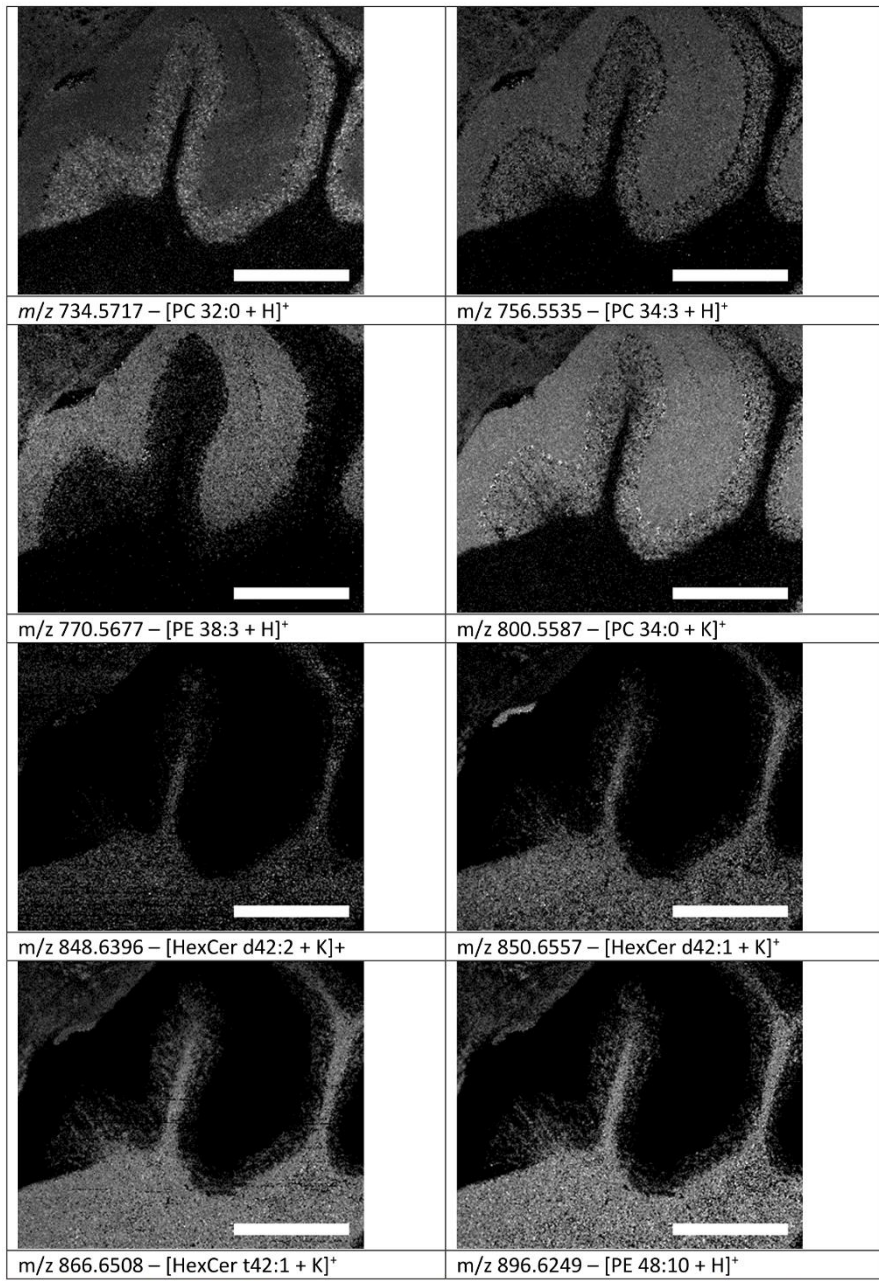 m/z 734.5717 – [PC 32:0 + H]⁺
m/z 756.5535 – [PC 34:3 + H]⁺
m/z 770.5677 – [PE 38:3 + H]⁺
m/z 800.5587 – [PC 34:0 + K]⁺
m/z 848.6396 – [HexCer d42:2 + K]+
m/z 850.6557 – [HexCer d42:1 + K]⁺
m/z 866.6508 – [HexCer t42:1 + K]⁺
m/z 896.6249 – [PE 48:10 + H]⁺